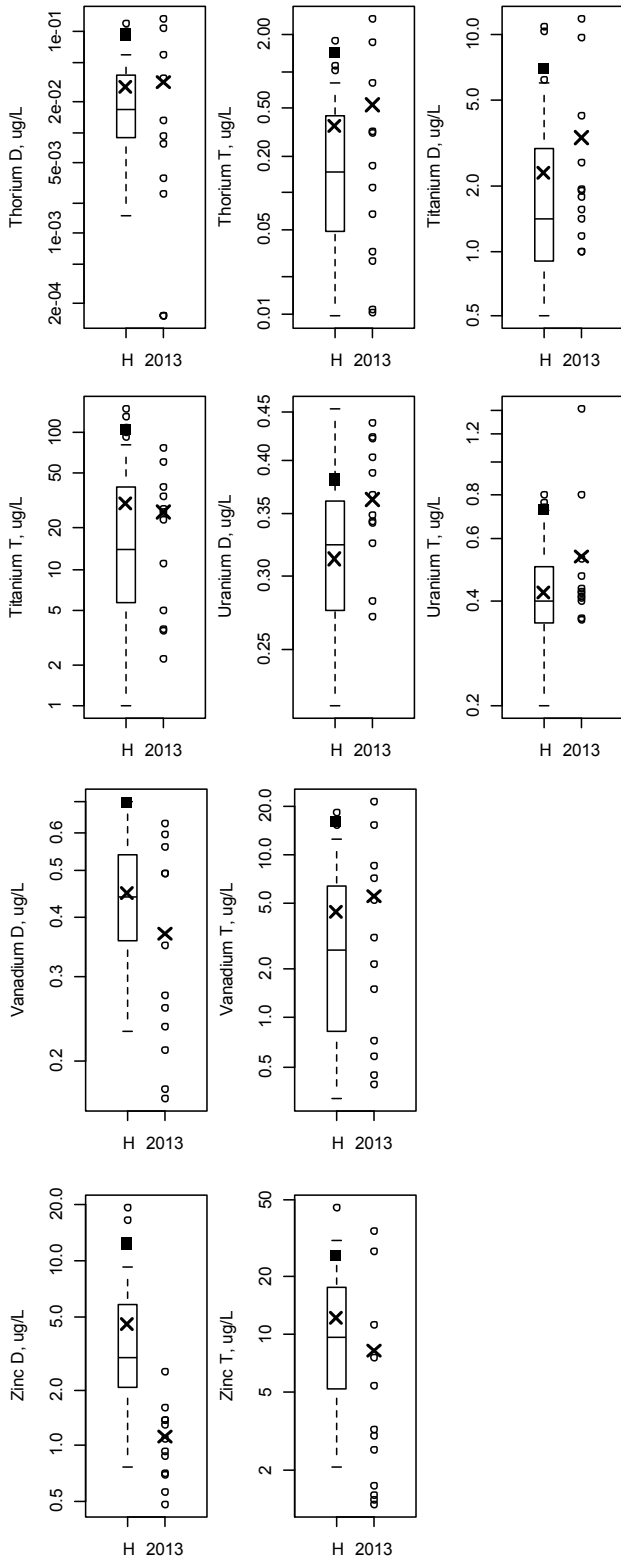 Thorium D, ug/L
1e-01
2e-02
5e-03
1e-03
2e-04
H 2013
Thorium T, ug/L
2.00
0.50
0.20
0.05
0.01
H 2013
Titanium D, ug/L
10.0
5.0
2.0
1.0
0.5
H 2013
Titanium T, ug/L
100
50
20
10
5
2
1
H 2013
Uranium D, ug/L
0.45
0.40
0.35
0.30
0.25
H 2013
Uranium T, ug/L
1.2
0.8
0.6
0.4
0.2
H 2013
Vanadium D, ug/L
0.6
0.5
0.4
0.3
0.2
H 2013
Vanadium T, ug/L
20.0
10.0
5.0
2.0
1.0
0.5
H 2013
Zinc D, ug/L
20.0
10.0
5.0
2.0
1.0
0.5
H 2013
Zinc T, ug/L
50
20
10
5
2
H 2013